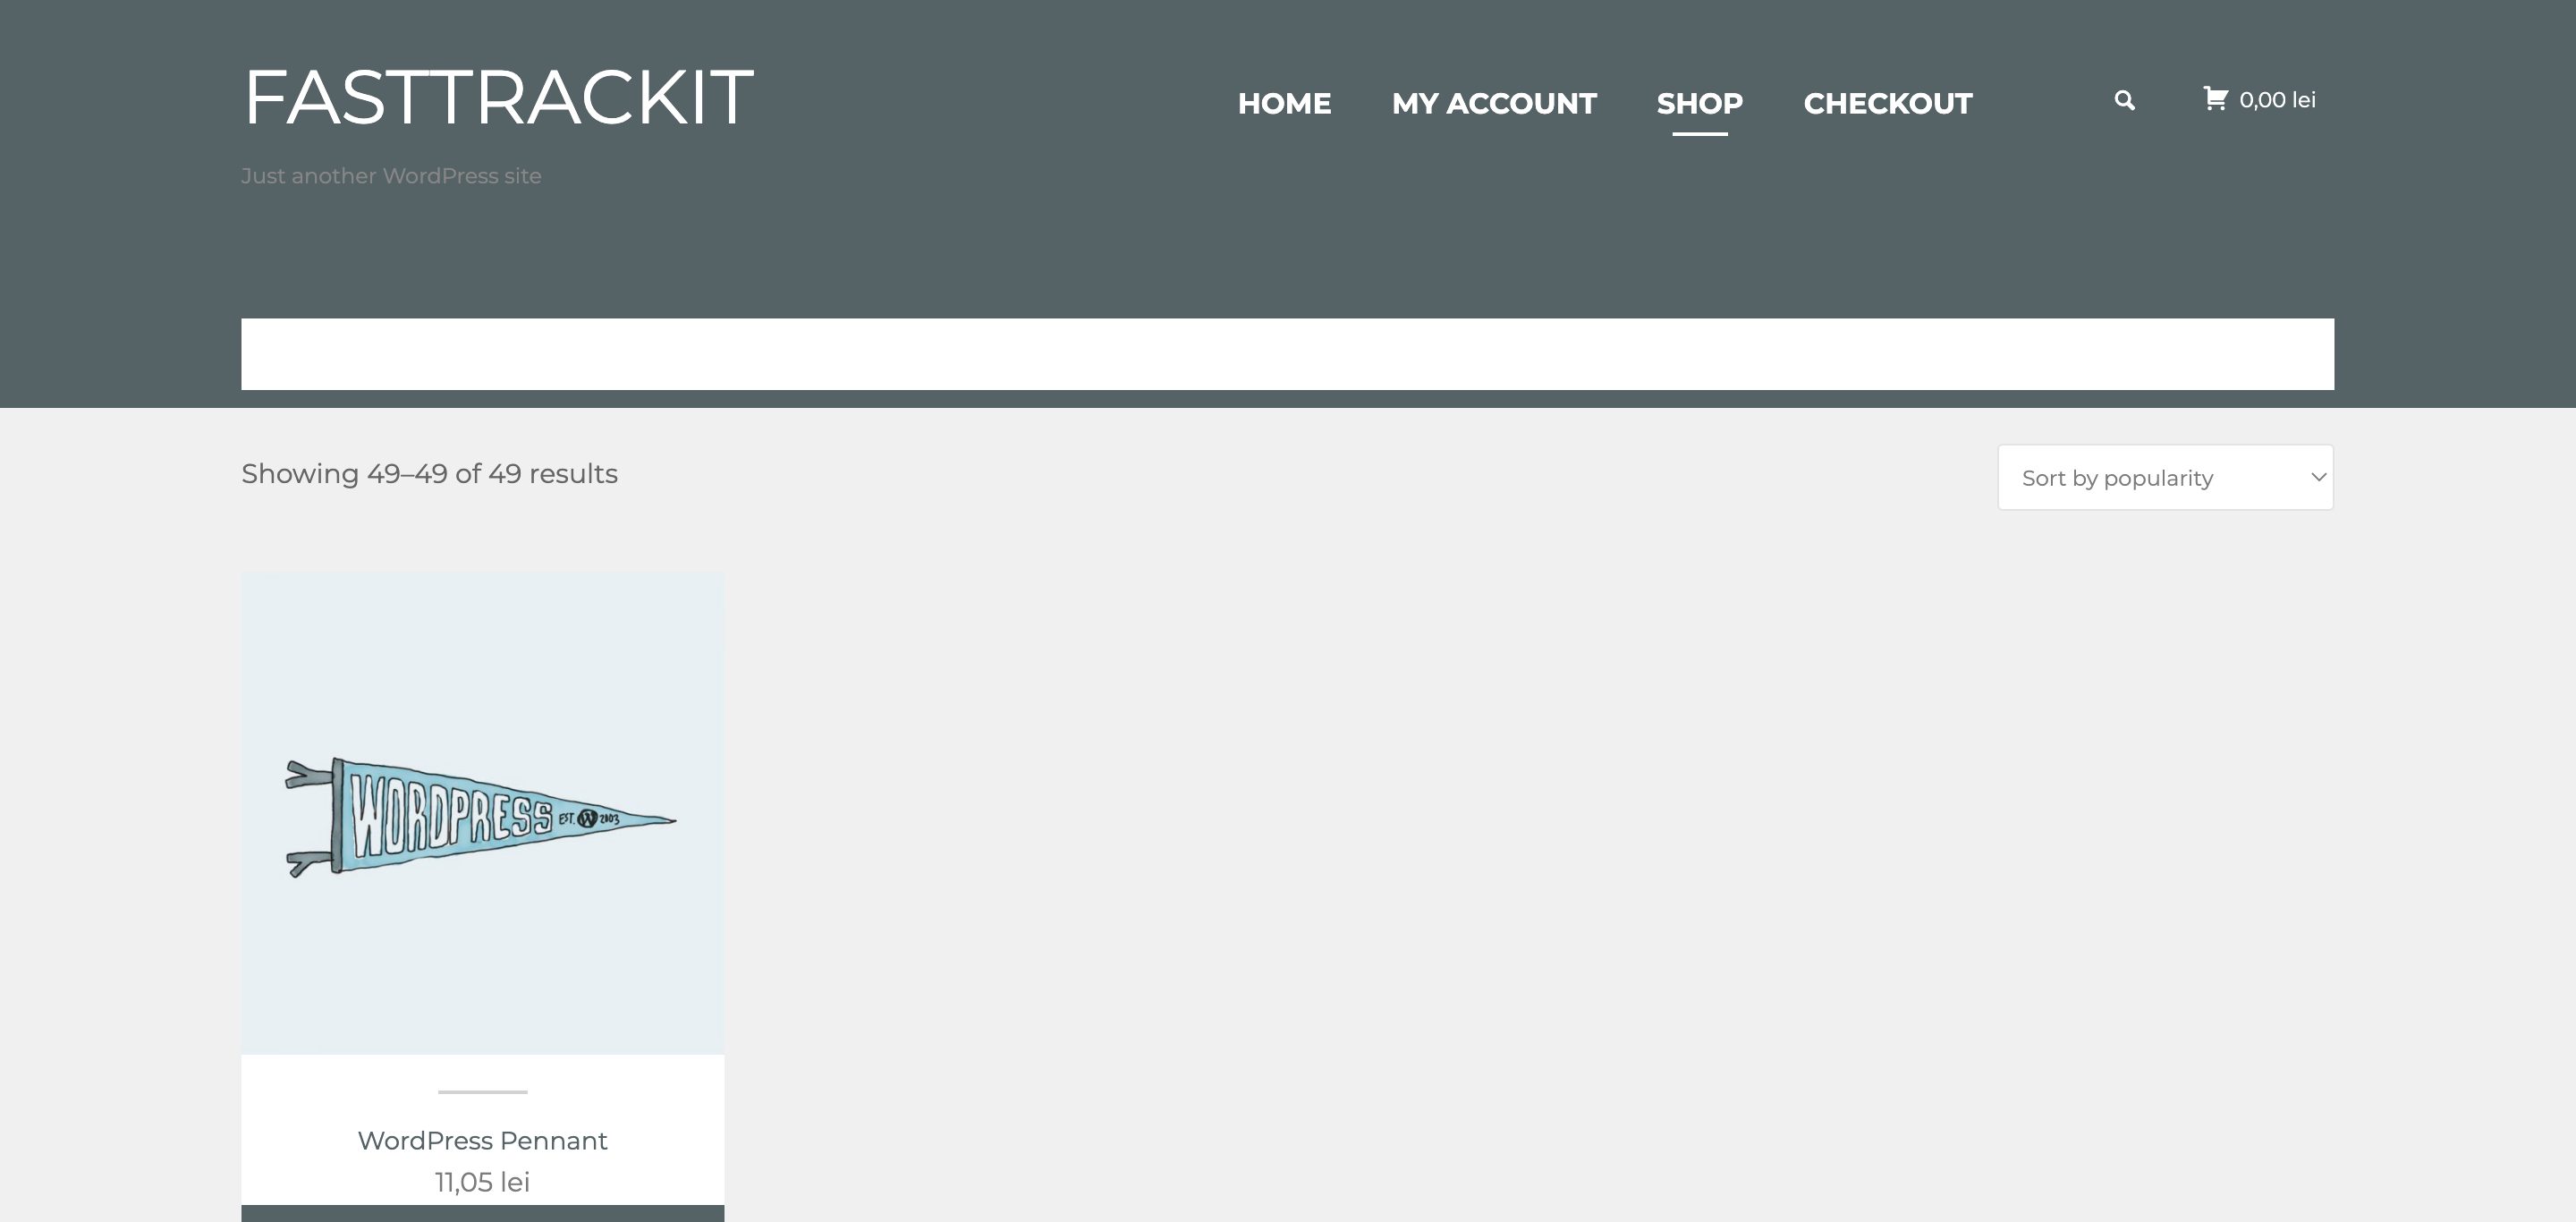 FASTTRACKIT
HOME MY ACCOUNT SHOP CHECKOUT 0,00 lei
Just another WordPress site
Showing 49–49 of 49 results
Sort by popularity
WORDPRESS EST. W 2003
WordPress Pennant
11,05 lei